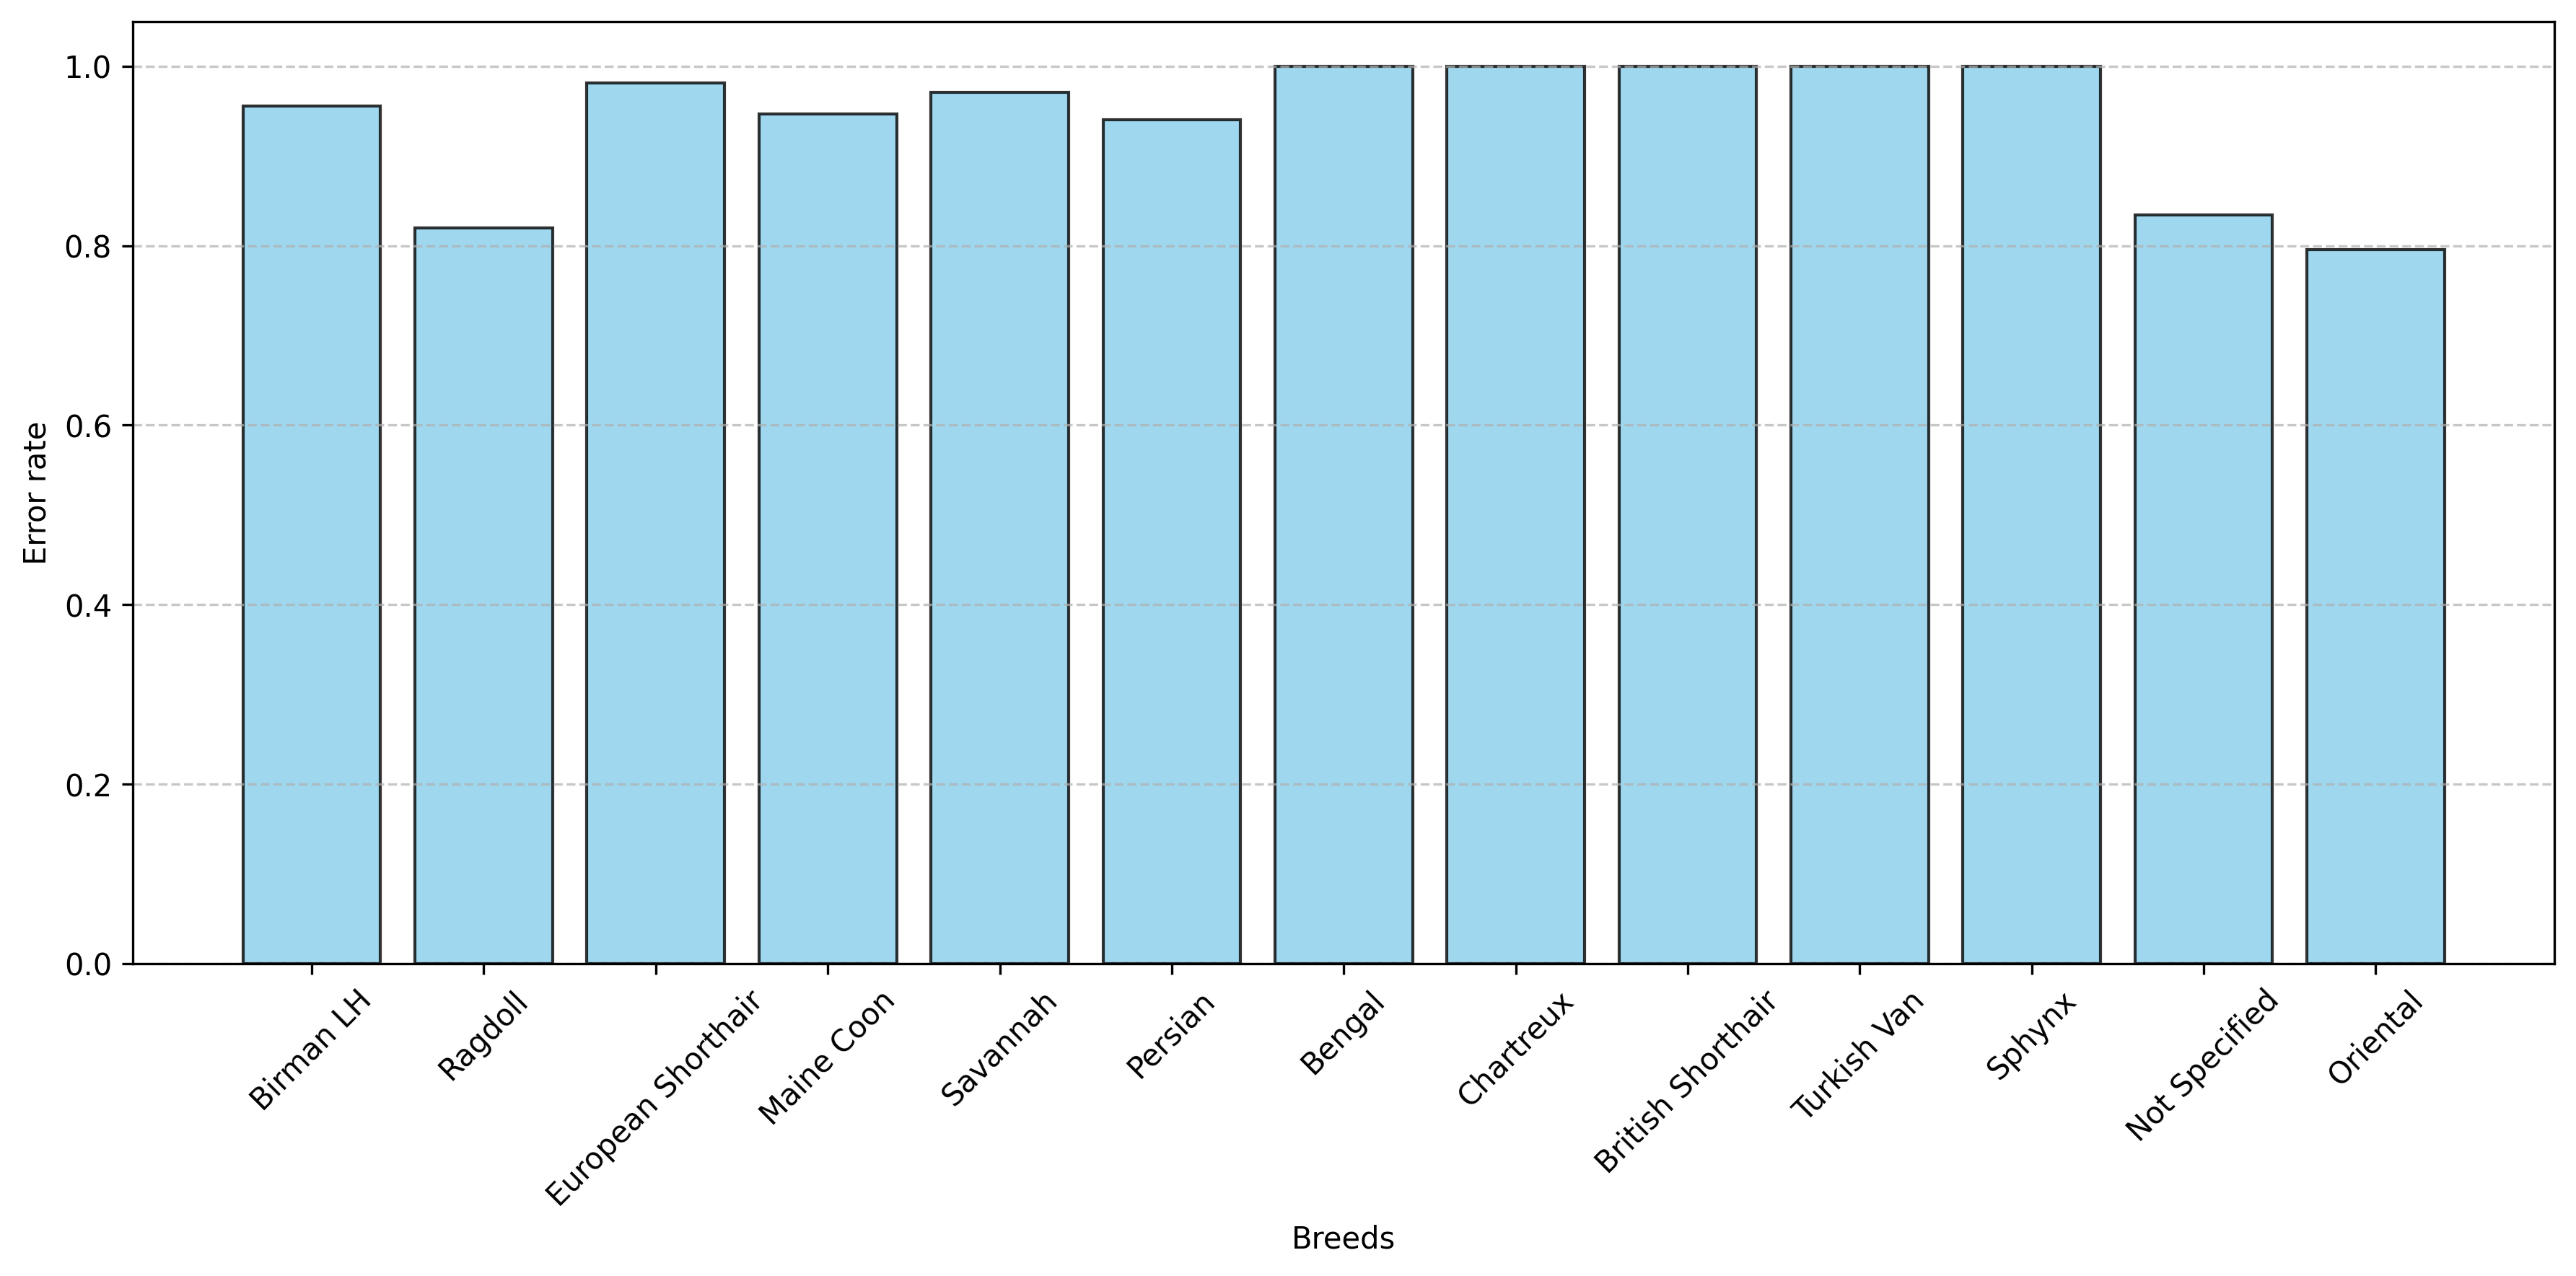 1.0
0.8
0.6
0.4
0.2
0.0
Error rate
Birman LH
Ragdoll
European Shorthair
Maine Coon
Savannah
Persian
Bengal
Chartreux
British Shorthair
Turkish Van
Sphynx
Not Specified
Oriental
Breeds